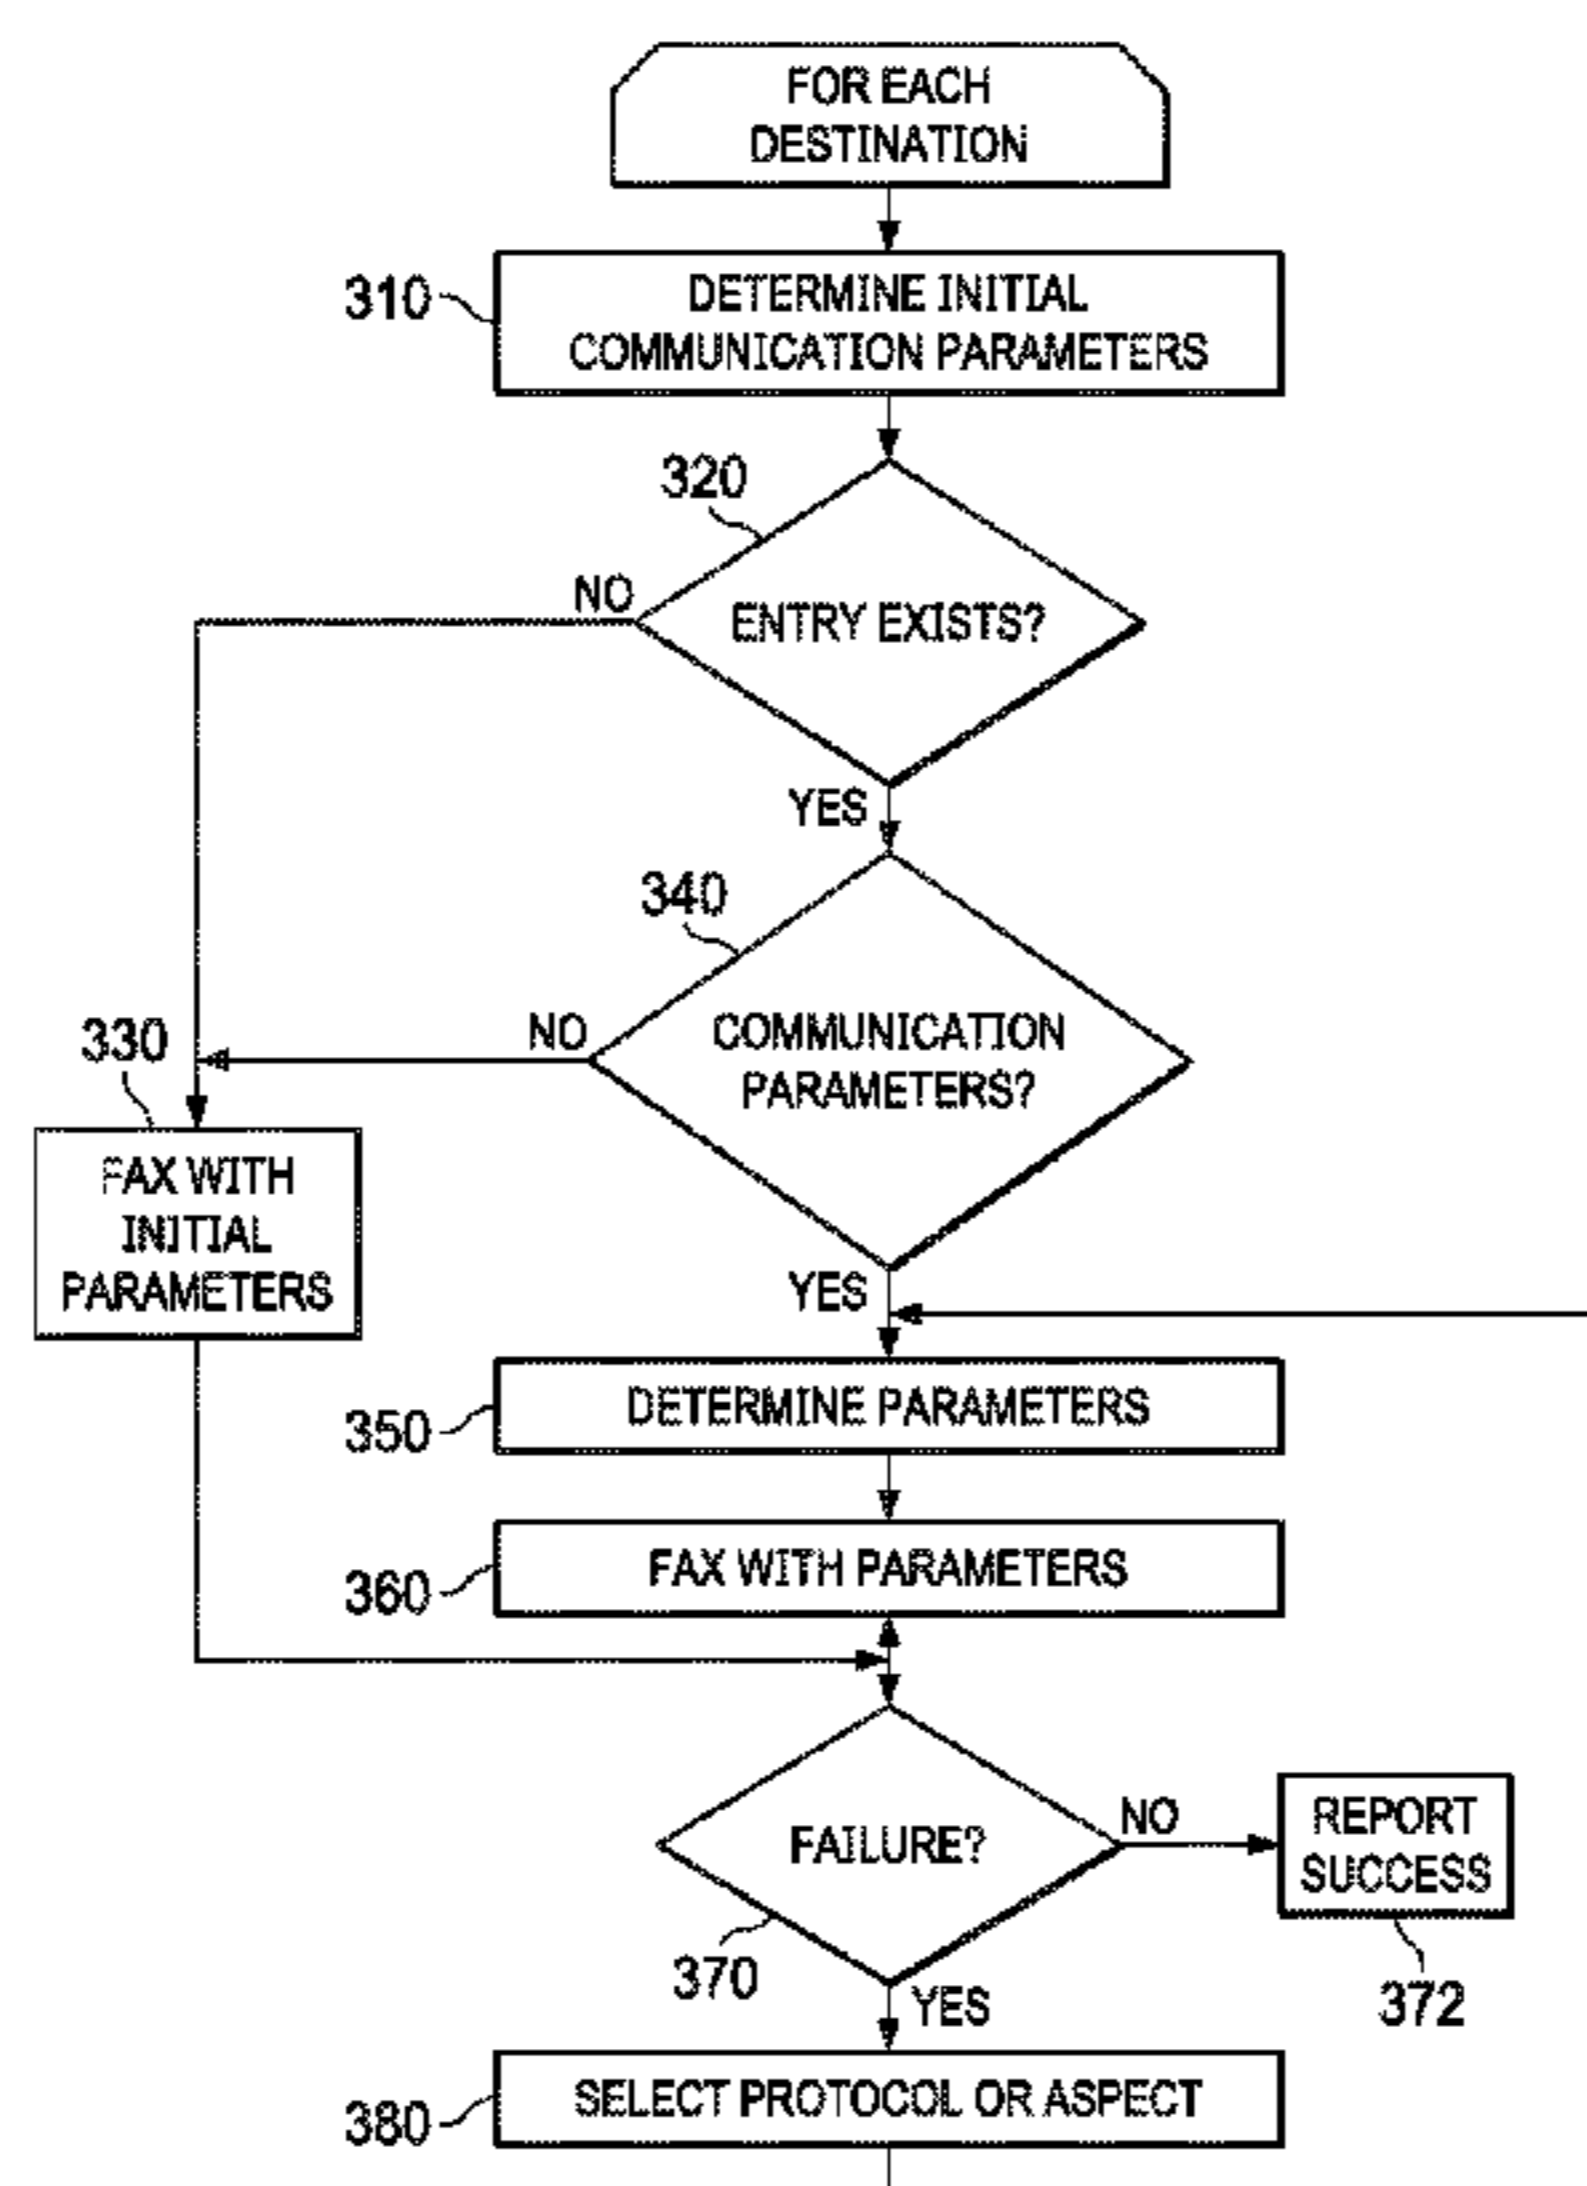 FOR EACH
DESTINATION
310
DETERMINE INITIAL
COMMUNICATION PARAMETERS
320
NO
ENTRY EXISTS?
YES
340
NO
COMMUNICATION
PARAMETERS?
330
FAX WITH
INITIAL
PARAMETERS
YES
350
DETERMINE PARAMETERS
360
FAX WITH PARAMETERS
FAILURE?
NO
REPORT
SUCCESS
370
372
YES
380
SELECT PROTOCOL OR ASPECT